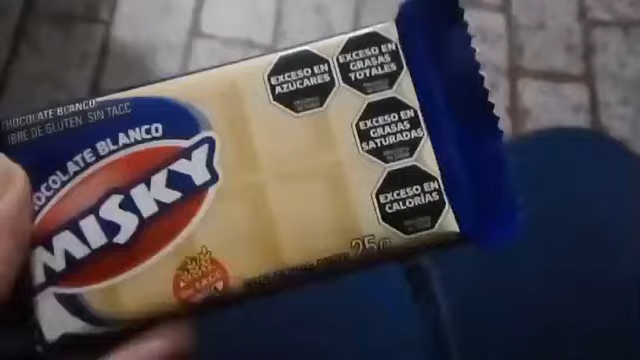 CHOCOLATE BLANCO
IBRE DE GLUTEN. SIN TACC
OCOLATE BLANCO
MISKY
EXCESO EN
AZÚCARES
EXCESO EN
GRASAS
TOTALES
EXCESO EN
GRASAS
SATURADAS
EXCESO EN
CALORÍAS
25g